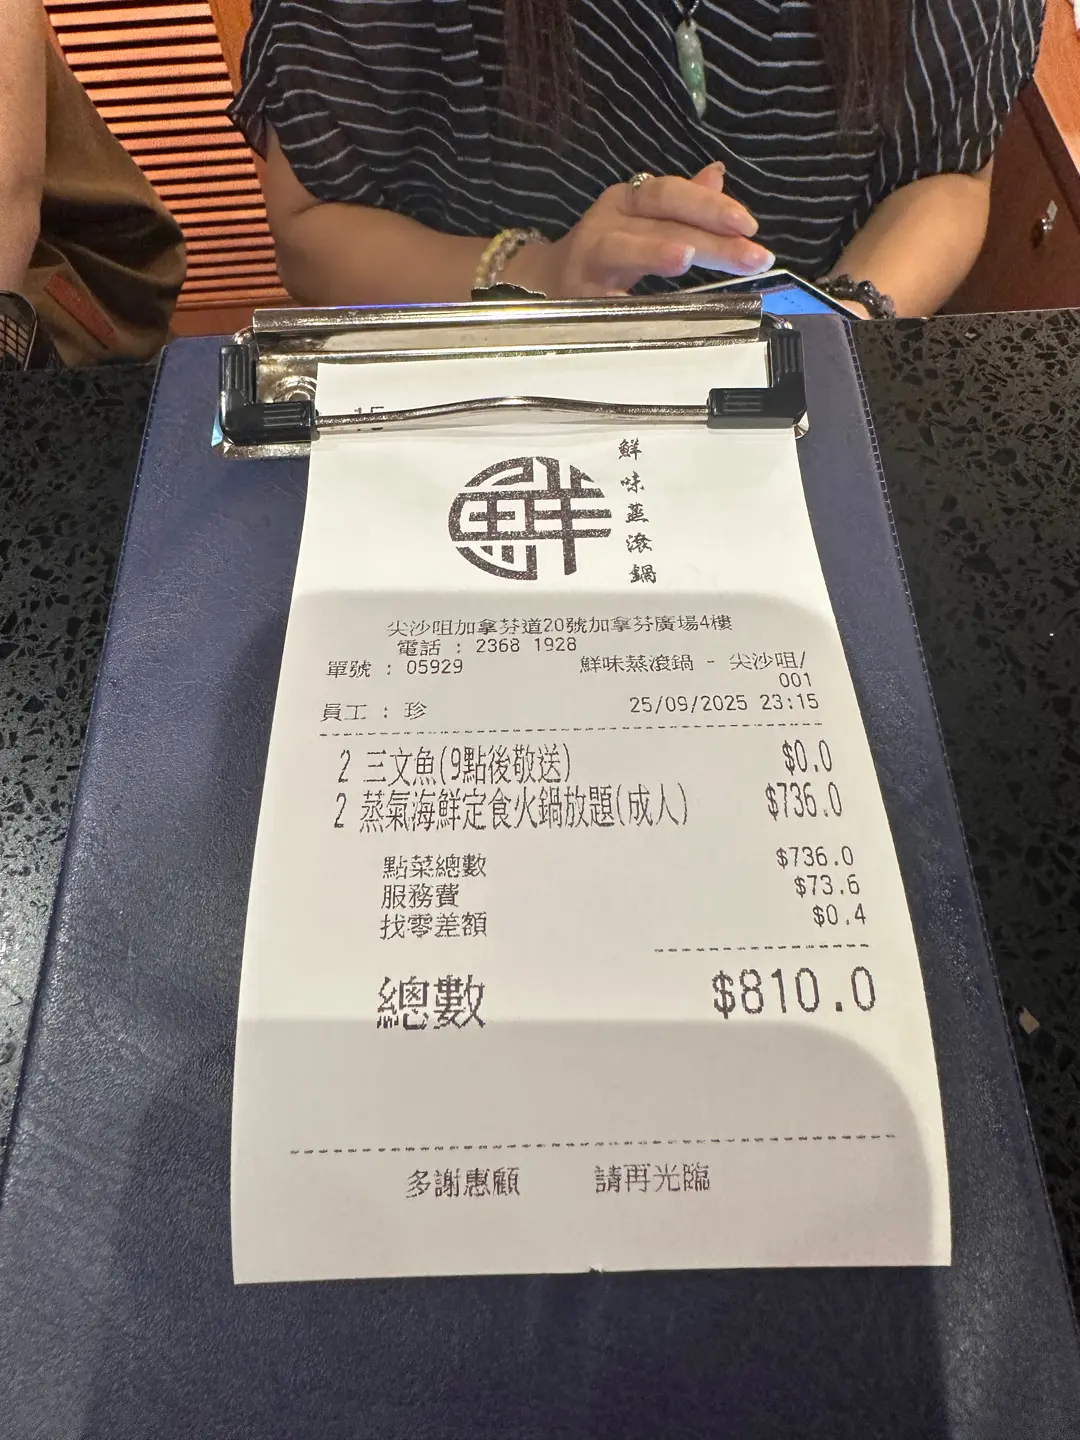 15
鮮
鮮味蒸滾鍋
尖沙咀加拿芬道20號加拿芬廣場4樓
電話 : 2368 1928
單號 : 05929 鮮味蒸滾鍋 - 尖沙咀/
001
員工 : 珍 25/09/2025 23:15
2 三文魚(9點後敬送) $0.0
2 蒸氣海鮮定食火鍋放題(成人) $736.0
點菜總數 $736.0
服務費 $73.6
找零差額 $0.4
總數 $810.0
多謝惠顧 請再光臨